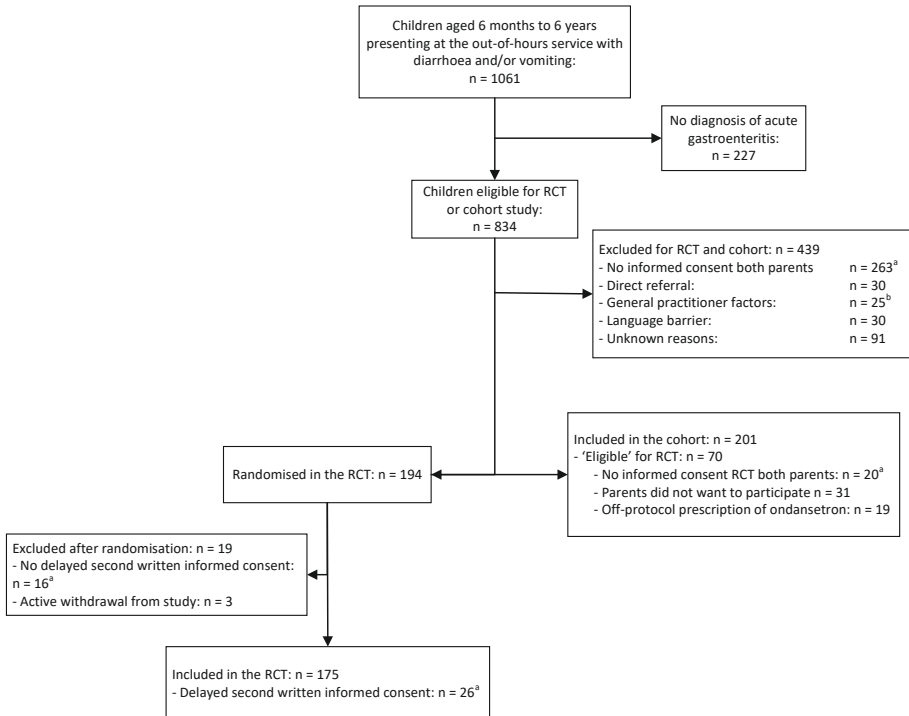 Children aged 6 months to 6 years
presenting at the out-of-hours service with
diarrhoea and/or vomiting:
n = 1061
No diagnosis of acute
gastroenteritis:
n = 227
Children eligible for RCT
or cohort study:
n = 834
Excluded for RCT and cohort: n = 439
- No informed consent both parents n = 263a
- Direct referral: n = 30
- General practitioner factors: n = 25b
- Language barrier: n = 30
- Unknown reasons: n = 91
Included in the cohort: n = 201
- ‘Eligible’ for RCT: n = 70
- No informed consent RCT both parents: n = 20a
- Parents did not want to participate n = 31
- Off-protocol prescription of ondansetron: n = 19
Randomised in the RCT: n = 194
Excluded after randomisation: n = 19
- No delayed second written informed consent:
n = 16a
- Active withdrawal from study: n = 3
Included in the RCT: n = 175
- Delayed second written informed consent: n = 26a